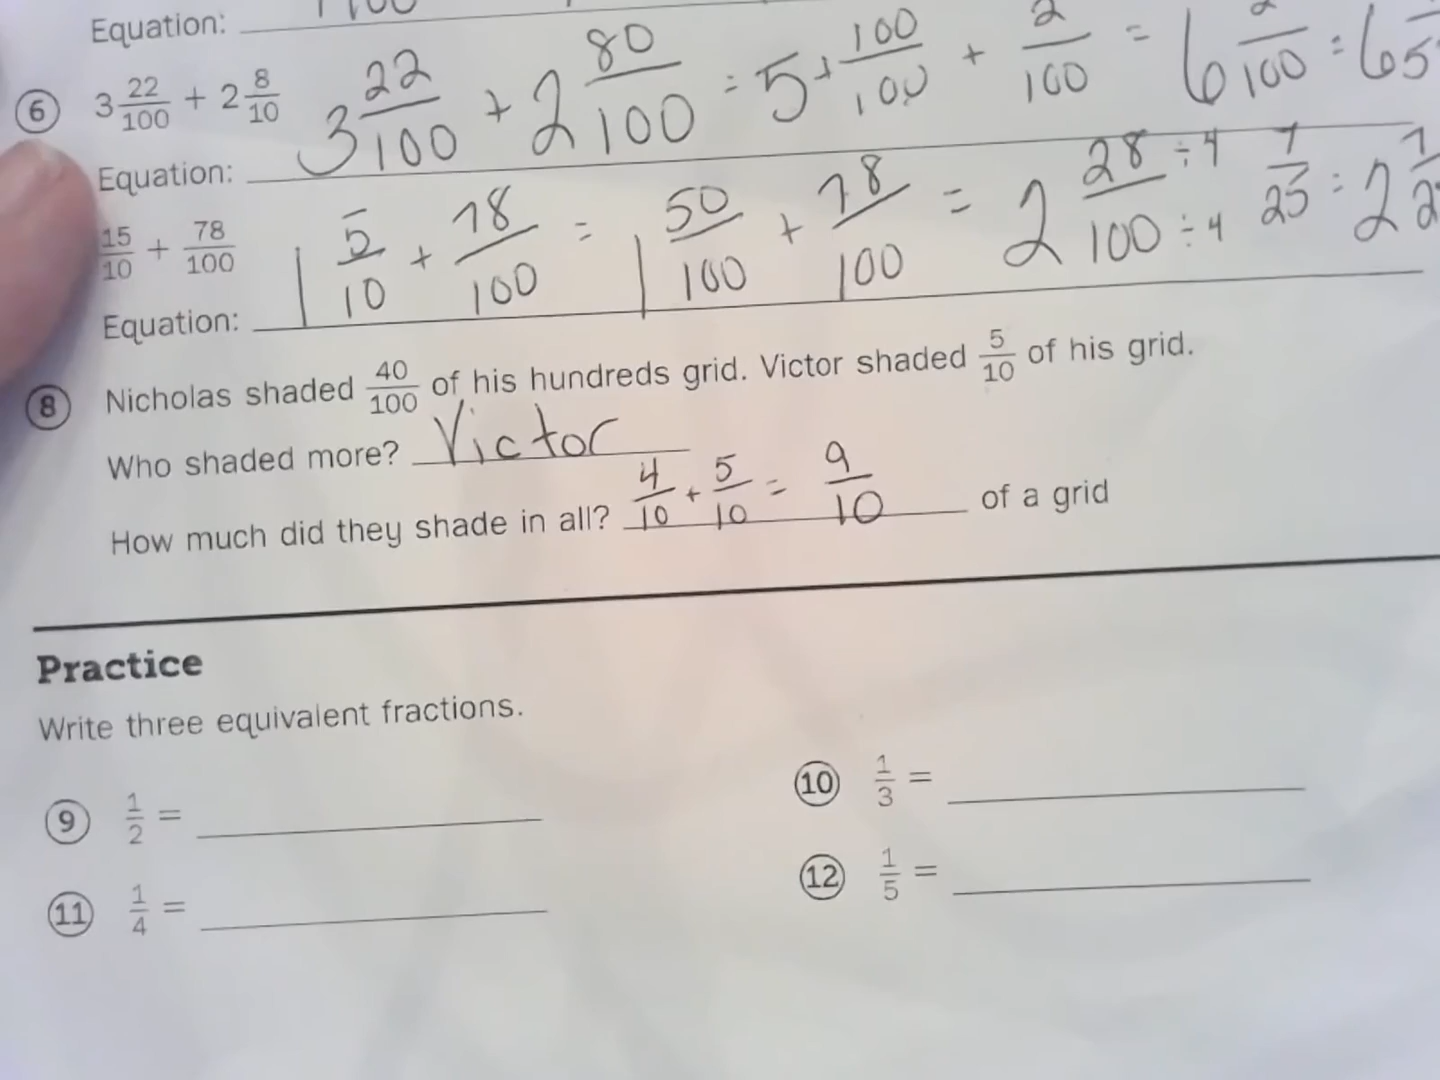 Equation:
6 3 22/100 + 2 8/10 3 22/100 + 2 80/100 = 5 + 100/100 + 2/100 = 6 2/100 = 6
Equation:
15/10 + 78/100 1 5/10 + 78/100 = 1 50/100 + 78/100 = 2 28/100 ÷4 ÷4 7/25 = 2
Equation:
8 Nicholas shaded 40/100 of his hundreds grid. Victor shaded 5/10 of his grid.
Who shaded more? Victor
How much did they shade in all? 4/10 + 5/10 = 9/10 of a grid
Practice
Write three equivalent fractions.
9 1/2 =
10 1/3 =
11 1/4 =
12 1/5 =